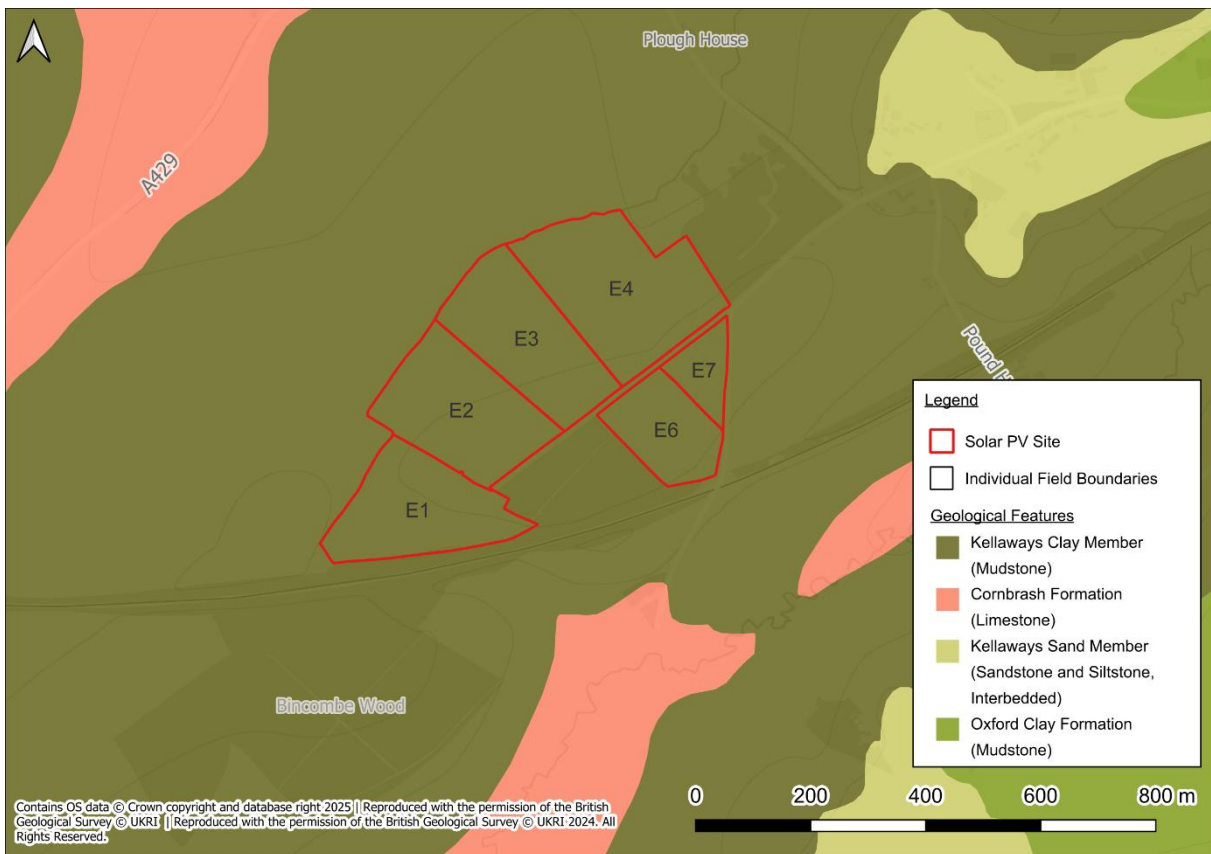 Plough House
A429
E4
E3
E7
E2
E6
E1
Pound H
Bincombe Wood
Legend
Solar PV Site
Individual Field Boundaries
Geological Features
Kellaways Clay Member
(Mudstone)
Cornbrash Formation
(Limestone)
Kellaways Sand Member
(Sandstone and Siltstone,
Interbedded)
Oxford Clay Formation
(Mudstone)
0 200 400 600 800 m
Contains OS data © Crown copyright and database right 2025 | Reproduced with the permission of the British
Geological Survey © UKRI | Reproduced with the permission of the British Geological Survey © UKRI 2024. All
Rights Reserved.